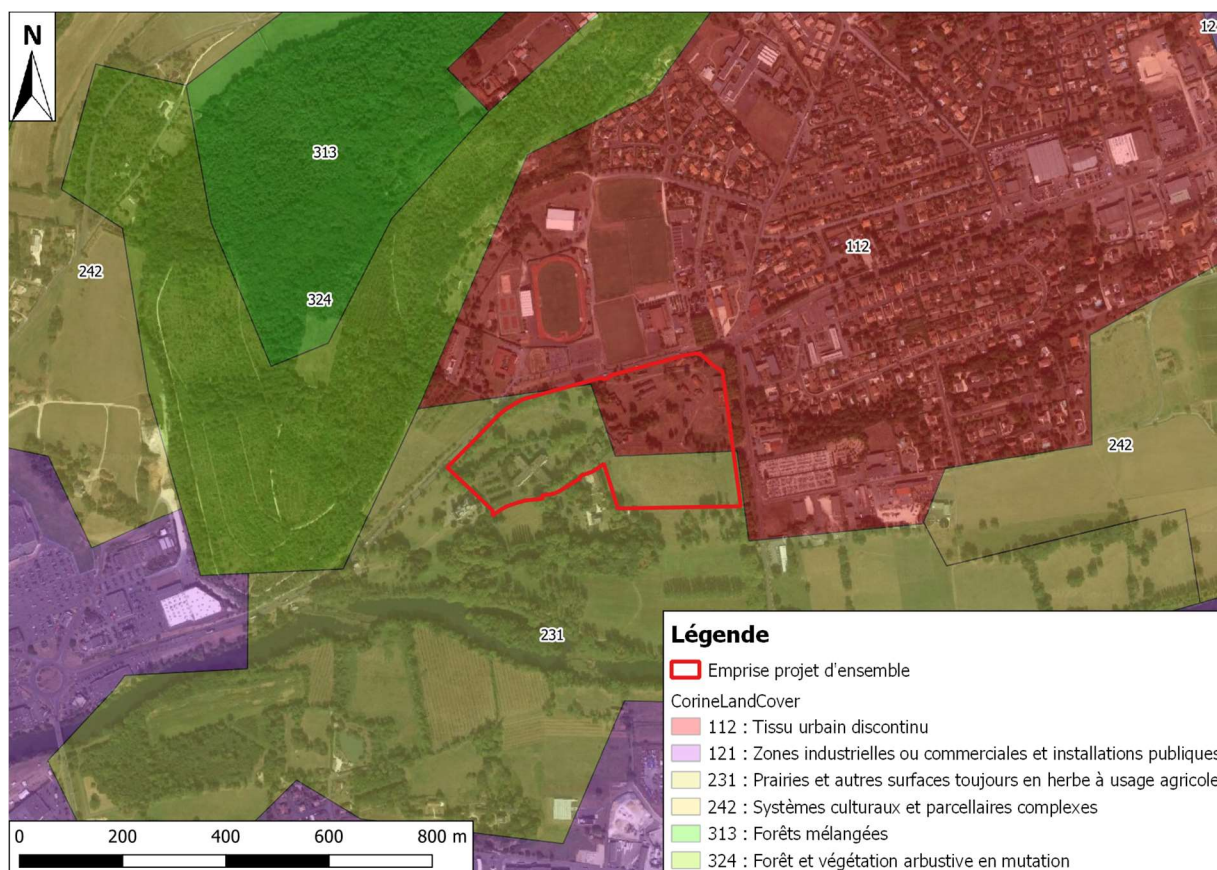 N
12
313
112
242
324
242
231
Légende
Emprise projet d'ensemble
CorineLandCover
112 : Tissu urbain discontinu
121 : Zones industrielles ou commerciales et installations publiques
231 : Prairies et autres surfaces toujours en herbe à usage agricole
242 : Systèmes culturaux et parcellaires complexes
313 : Forêts mélangées
324 : Forêt et végétation arbustive en mutation
0 200 400 600 800 m